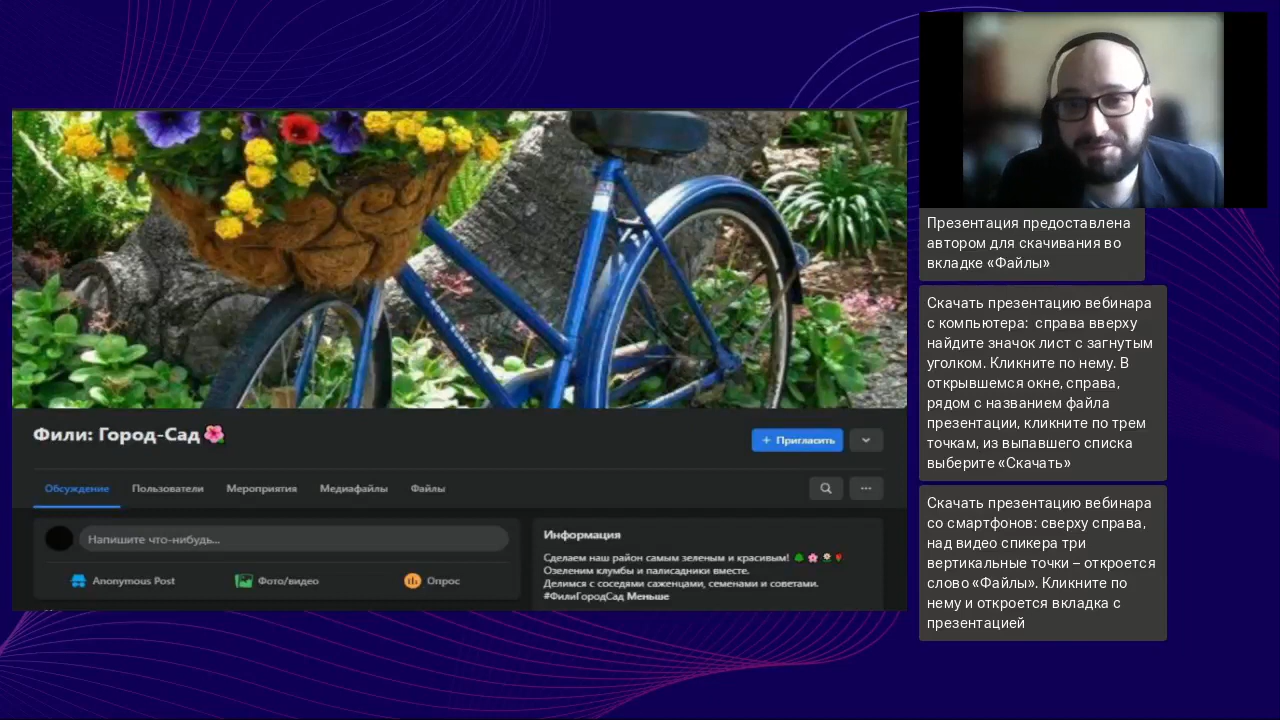 Фили: Город-Сад
+ Пригласить
Обсуждение Пользователи Мероприятия Медиафайлы Файлы
Напишите что-нибудь...
Anonymous Post Фото/видео Опрос
Информация
Сделаем наш район самым зеленым и красивым!
Озеленим клумбы и палисадники вместе.
Делимся с соседями саженцами, семенами и советами.
#ФилиГородСад Меньше
Презентация предоставлена
автором для скачивания во
вкладке «Файлы»
Скачать презентацию вебинара
с компьютера: справа вверху
найдите значок лист с загнутым
уголком. Кликните по нему. В
открывшемся окне, справа,
рядом с названием файла
презентации, кликните по трем
точкам, из выпавшего списка
выберите «Скачать»
Скачать презентацию вебинара
со смартфонов: сверху справа,
над видео спикера три
вертикальные точки – откроется
слово «Файлы». Кликните по
нему и откроется вкладка с
презентацией